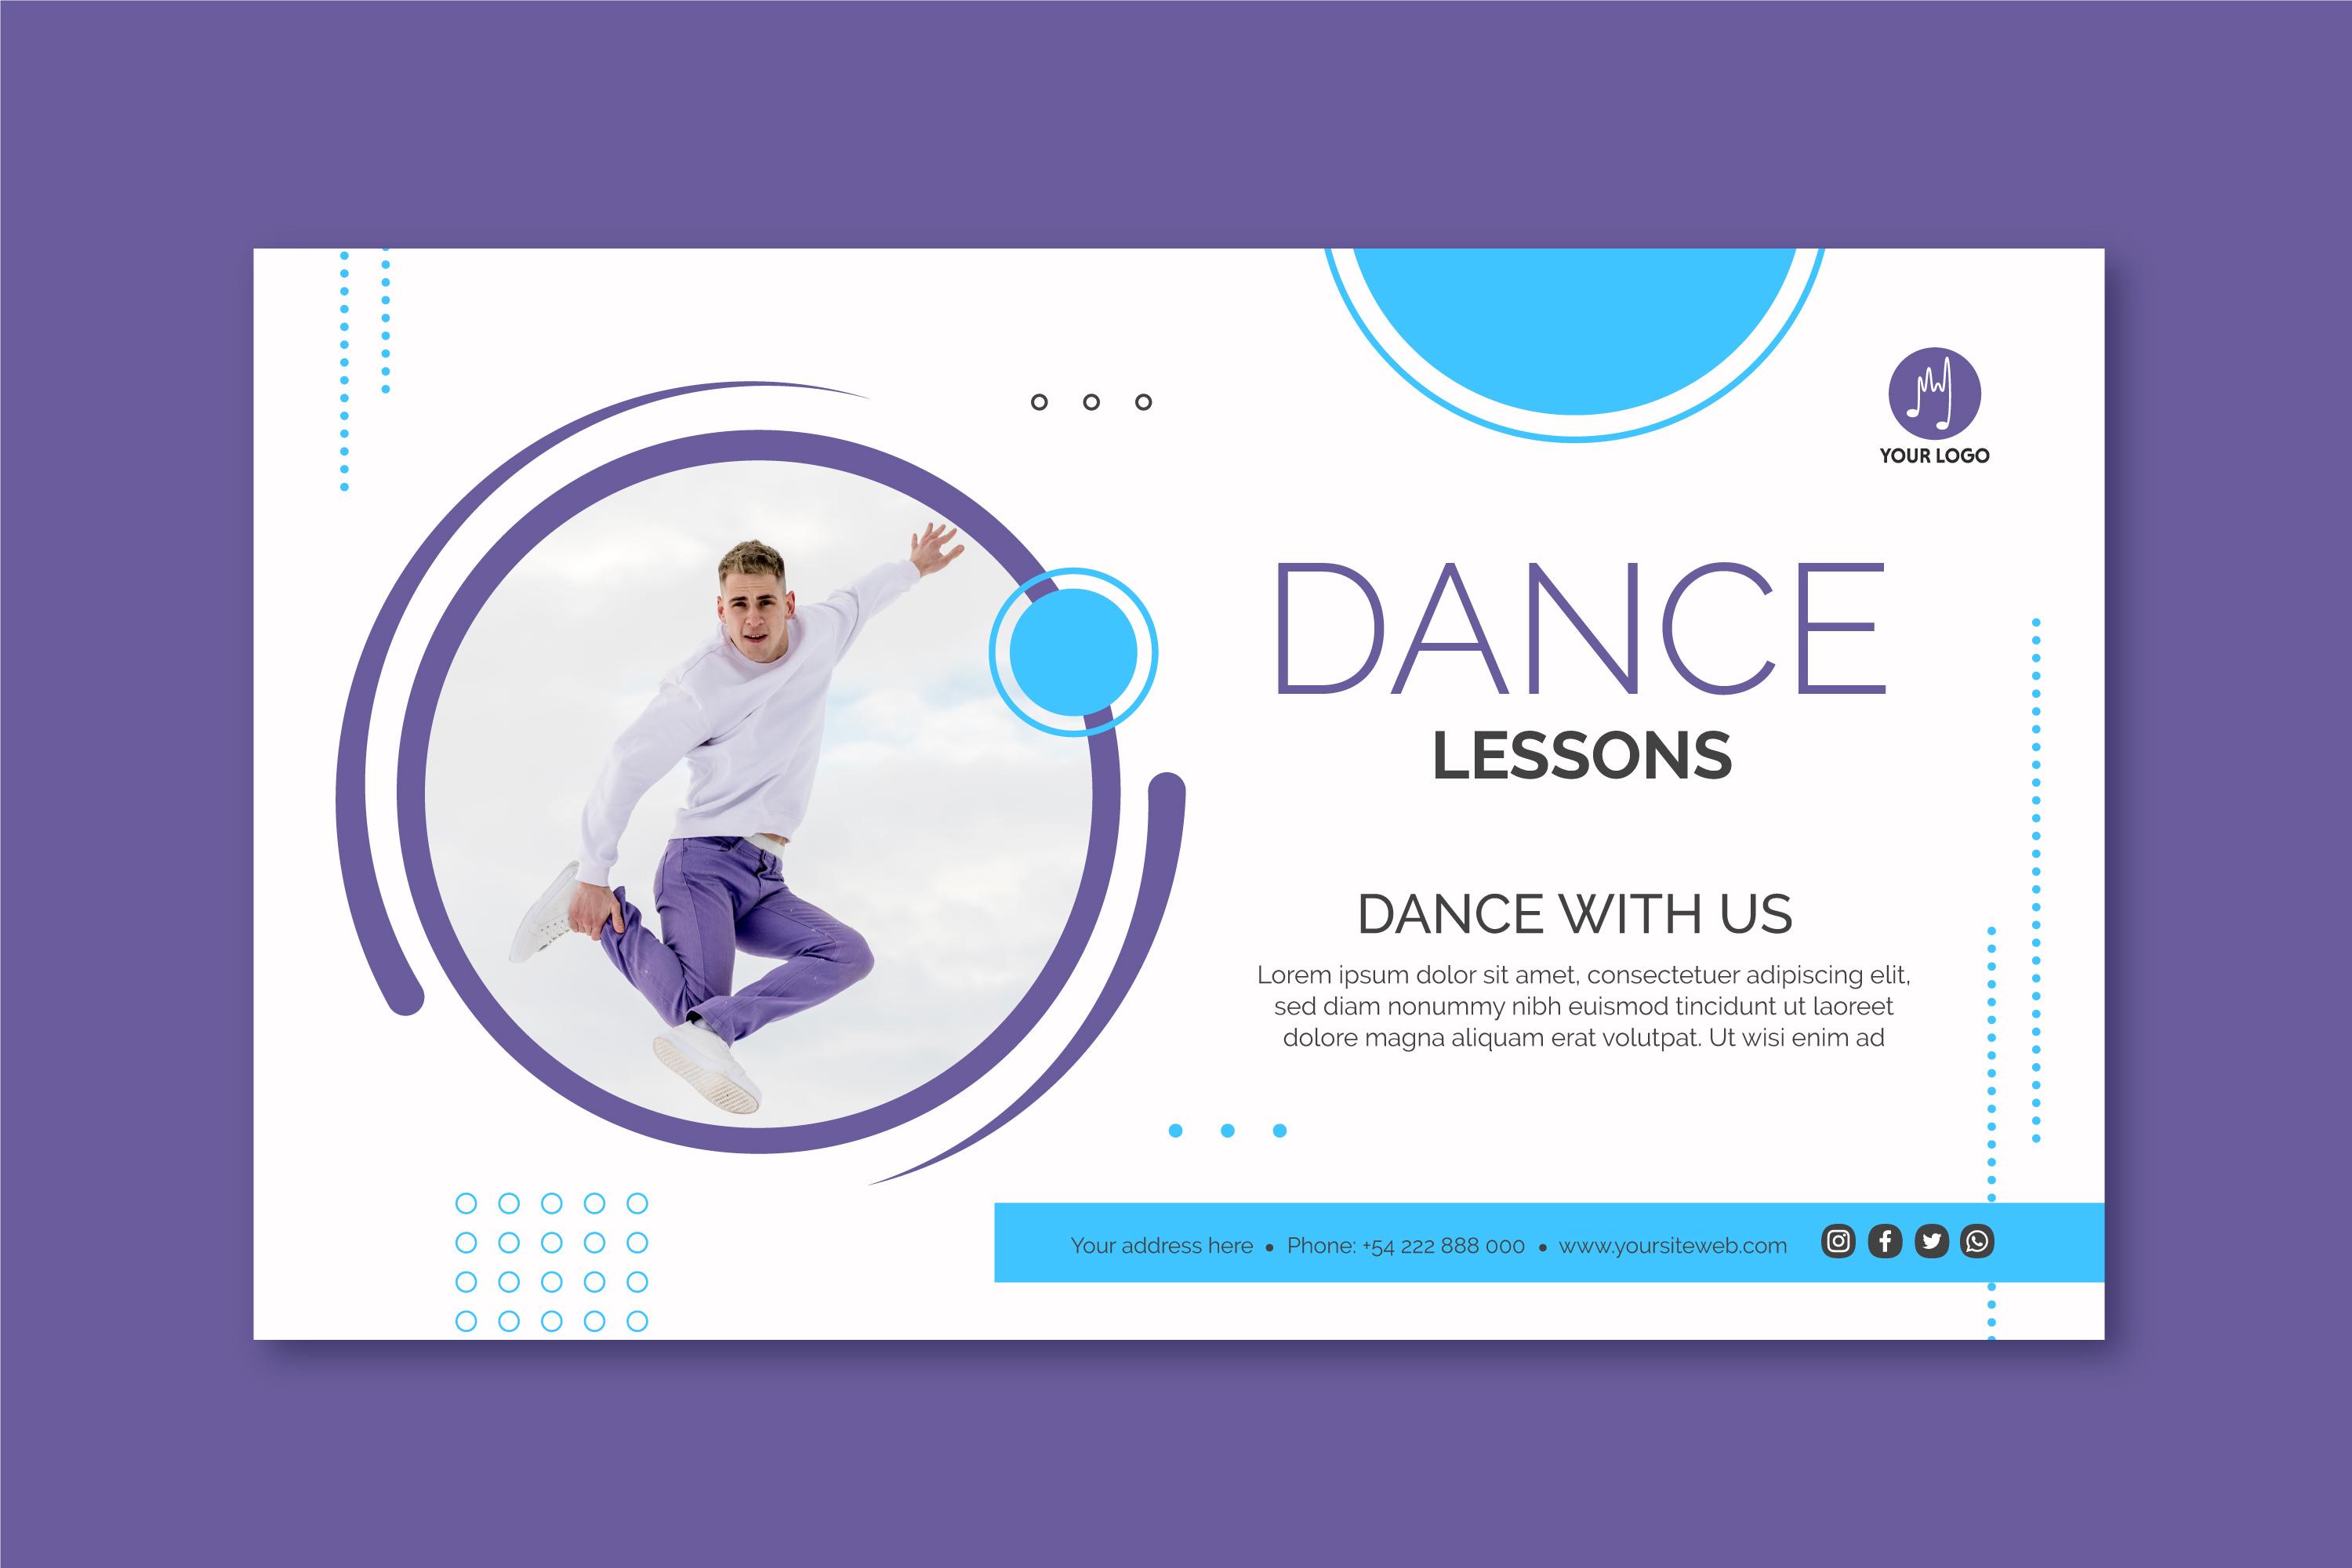 YOUR LOGO
DANCE
LESSONS
DANCE WITH US
Lorem ipsum dolor sit amet, consectetuer adipiscing elit,
sed diam nonummy nibh euismod tincidunt ut laoreet
dolore magna aliquam erat volutpat. Ut wisi enim ad
Your address here • Phone: +54 222 888 000 • www.yoursiteweb.com